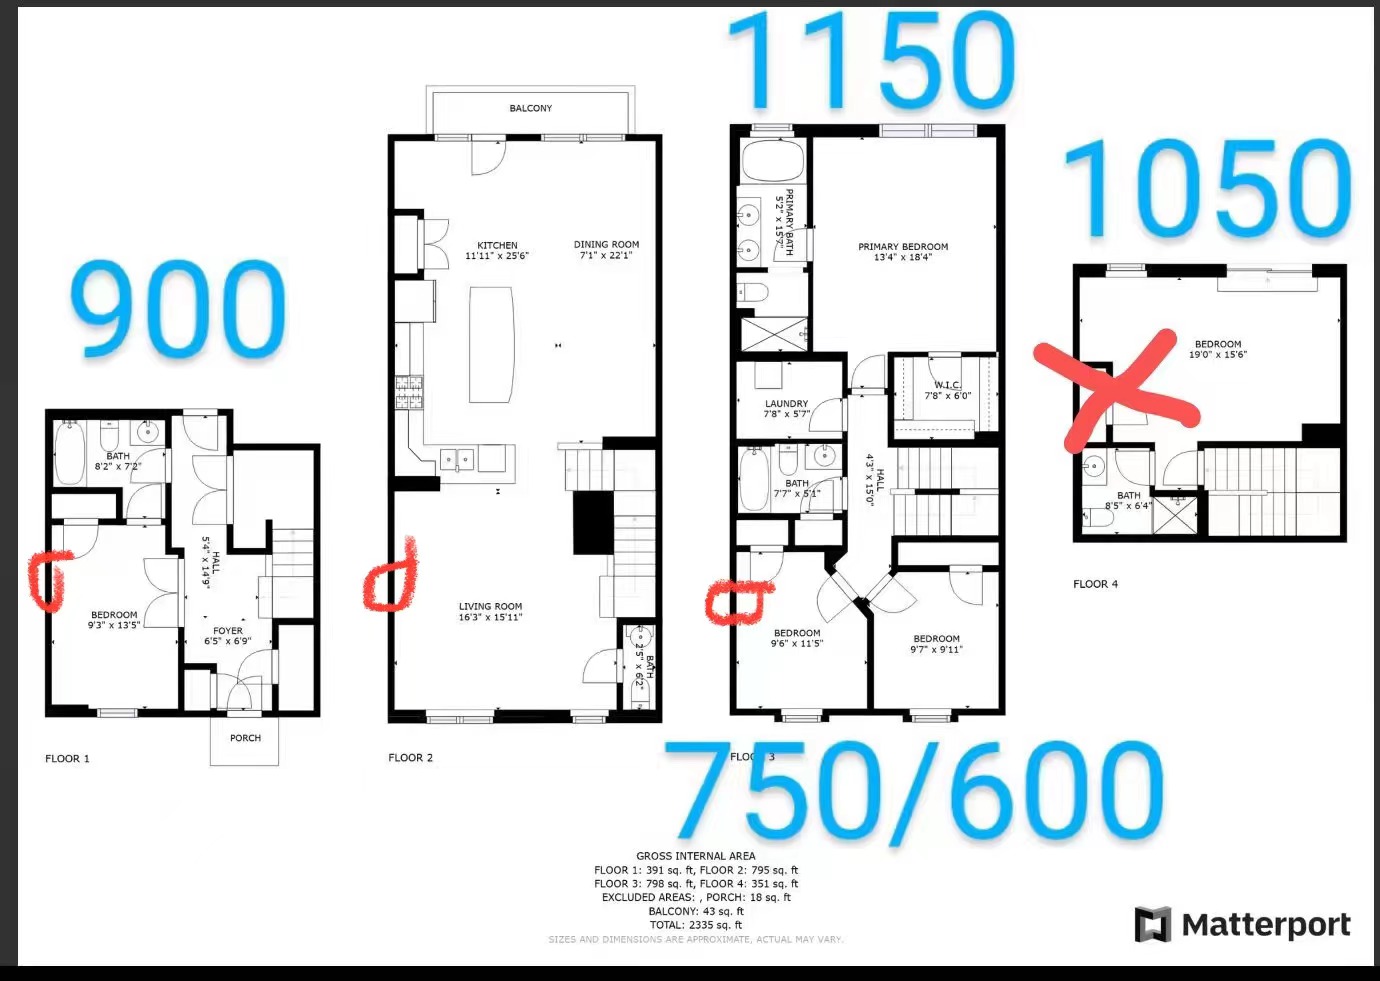 1150
1050
900
BALCONY
KITCHEN
11'11" x 25'6"
DINING ROOM
7'1" x 22'1"
PRIMARY BATH
5'2" x 15'7"
PRIMARY BEDROOM
13'4" x 18'4"
BEDROOM
19'0" x 15'6"
W.I.C.
7'8" x 6'0"
LAUNDRY
7'8" x 5'7"
BATH
8'2" x 7'2"
HALL
4'3" x 15'0"
BATH
7'7" x 5'1"
BATH
8'5" x 6'4"
HALL
5'4" x 14'9"
FLOOR 4
BEDROOM
9'3" x 13'5"
FOYER
6'5" x 6'9"
LIVING ROOM
16'3" x 15'11"
BATH
2'5" x 6'2"
BEDROOM
9'6" x 11'5"
BEDROOM
9'7" x 9'11"
PORCH
FLOOR 1
FLOOR 2
FLOOR 3
750/600
GROSS INTERNAL AREA
FLOOR 1: 391 sq. ft, FLOOR 2: 795 sq. ft
FLOOR 3: 798 sq. ft, FLOOR 4: 351 sq. ft
EXCLUDED AREAS: , PORCH: 18 sq. ft
BALCONY: 43 sq. ft
TOTAL: 2335 sq. ft
SIZES AND DIMENSIONS ARE APPROXIMATE, ACTUAL MAY VARY.
Matterport